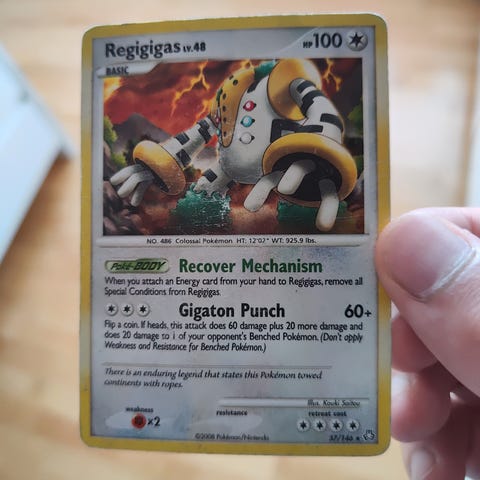 Regigigas LV.48 HP 100
BASIC
NO. 486 Colossal Pokémon HT: 12'02" WT: 925.9 lbs.
Poké-BODY Recover Mechanism
When you attach an Energy card from your hand to Regigigas, remove all
Special Conditions from Regigigas.
Gigaton Punch 60+
Flip a coin. If heads, this attack does 60 damage plus 20 more damage and
does 20 damage to 1 of your opponent's Benched Pokémon. (Don't apply
Weakness and Resistance for Benched Pokémon.)
There is an enduring legend that states this Pokémon towed
continents with ropes.
Illus. Kouki Saitou
weakness resistance retreat cost
×2
©2008 Pokémon/Nintendo 37/146